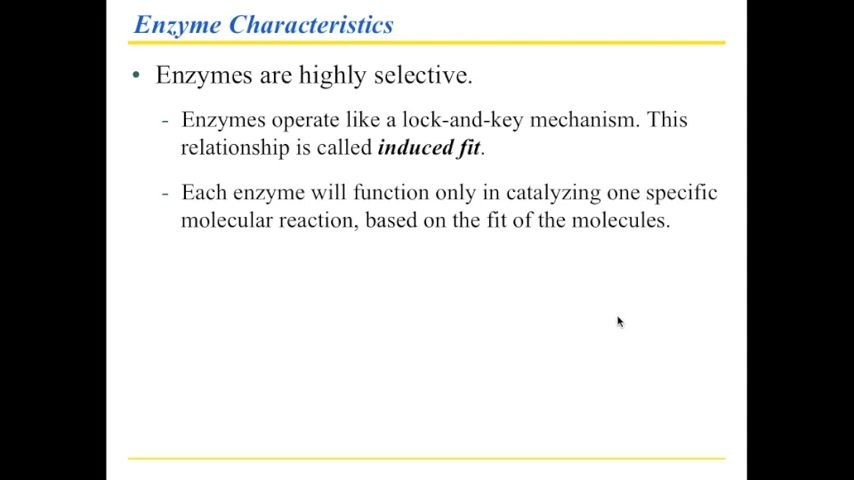 Enzyme Characteristics
• Enzymes are highly selective.
- Enzymes operate like a lock-and-key mechanism. This
relationship is called induced fit.
- Each enzyme will function only in catalyzing one specific
molecular reaction, based on the fit of the molecules.